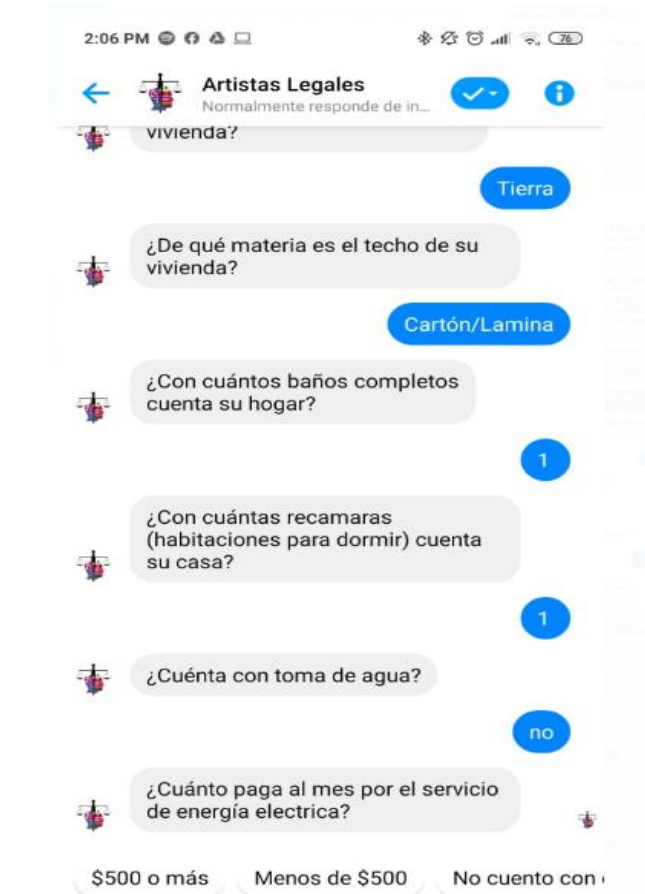 2:06 PM
76
Artistas Legales
Normalmente responde de in...
vivienda?
Tierra
¿De qué materia es el techo de su
vivienda?
Cartón/Lamina
¿Con cuántos baños completos
cuenta su hogar?
1
¿Con cuántas recamaras
(habitaciones para dormir) cuenta
su casa?
1
¿Cuénta con toma de agua?
no
¿Cuánto paga al mes por el servicio
de energía electrica?
$500 o más Menos de $500 No cuento con